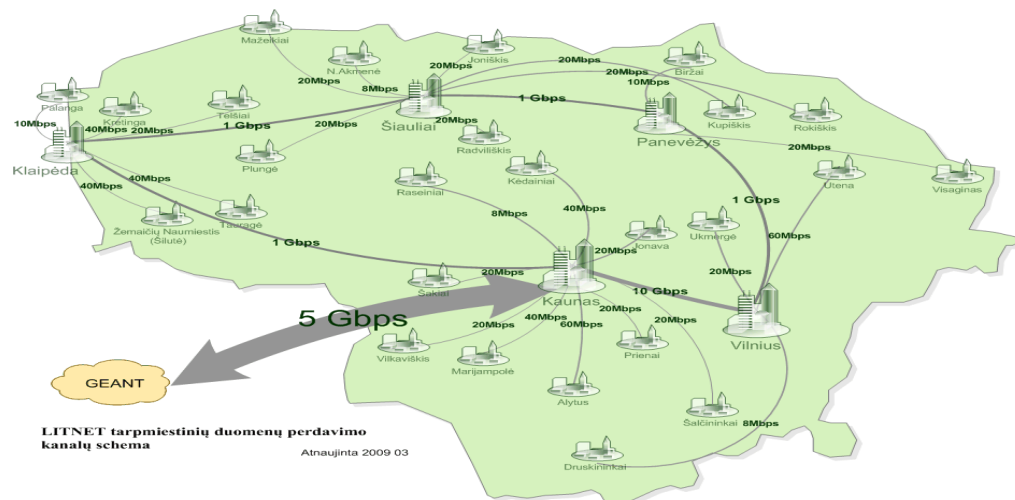 Mažeikiai
Joniškis
N.Akmenė
20Mbps
20Mbps
Biržai
20Mbps
20Mbps
10Mbps
8Mbps
Palanga
Kretinga
Telšiai
1 Gbps
Šiauliai
20Mbps
Kupiškis
Rokiškis
10Mbps
40Mbps
20Mbps
1 Gbps
20Mbps
Radviliškis
Panevėžys
20Mbps
Klaipėda
Plungė
Kėdainiai
Utena
Visaginas
40Mbps
40Mbps
Raseiniai
1 Gbps
Žemaičių Naumiestis
(Šilutė)
Tauragė
8Mbps
40Mbps
Jonava
Ukmergė
60Mbps
1 Gbps
20Mbps
20Mbps
20Mbps
Šakiai
Kaunas
10 Gbps
5 Gbps
20Mbps
40Mbps
60Mbps
20Mbps
20Mbps
Vilnius
Vilkaviškis
Marijampolė
Prienai
GEANT
Alytus
Šalčininkai
8Mbps
LITNET tarpmiestinių duomenų perdavimo
kanalų schema
Atnaujinta 2009 03
Druskininkai